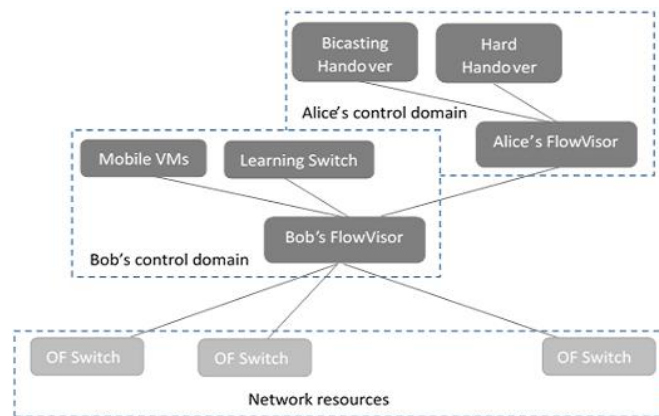 Bicasting
Handover
Hard
Handover
Alice's control domain
Alice's FlowVisor
Mobile VMs
Learning Switch
Bob's FlowVisor
Bob's control domain
OF Switch
OF Switch
OF Switch
Network resources